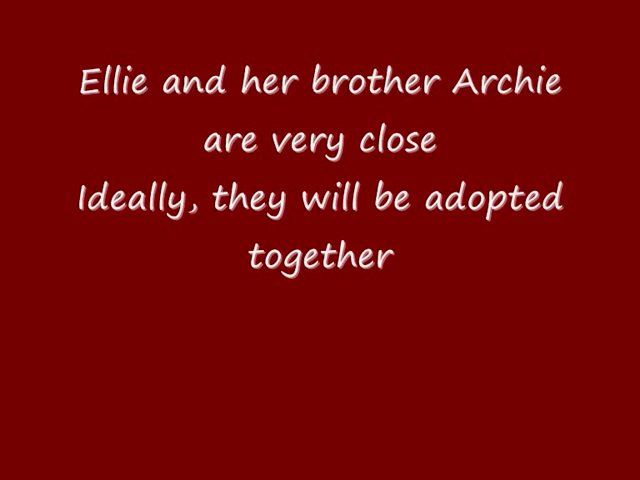 Ellie and her brother Archie
are very close
Ideally, they will be adopted
together